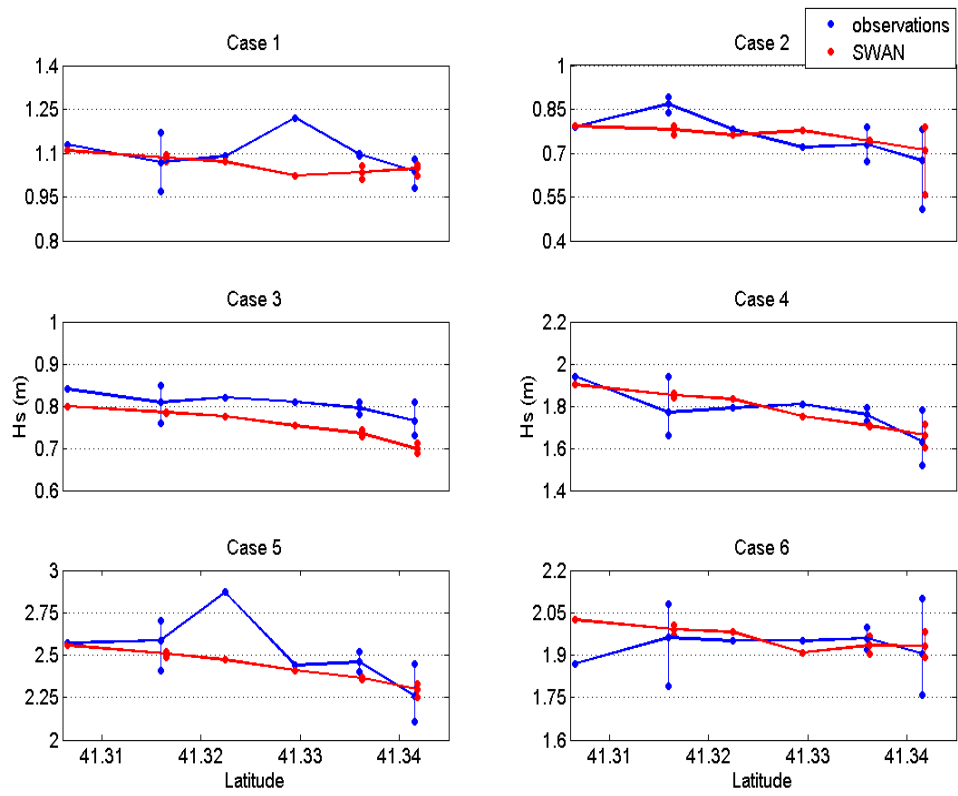 observations
SWAN
Case 1
1.4
1.25
1.1
0.95
0.8
Case 2
1
0.85
0.7
0.55
0.4
Case 3
1
0.9
0.8
0.7
0.6
Hs (m)
Case 4
2.2
2
1.8
1.6
1.4
Hs (m)
Case 5
3
2.75
2.5
2.25
2
41.31 41.32 41.33 41.34
Latitude
Case 6
2.2
2.05
1.9
1.75
1.6
41.31 41.32 41.33 41.34
Latitude